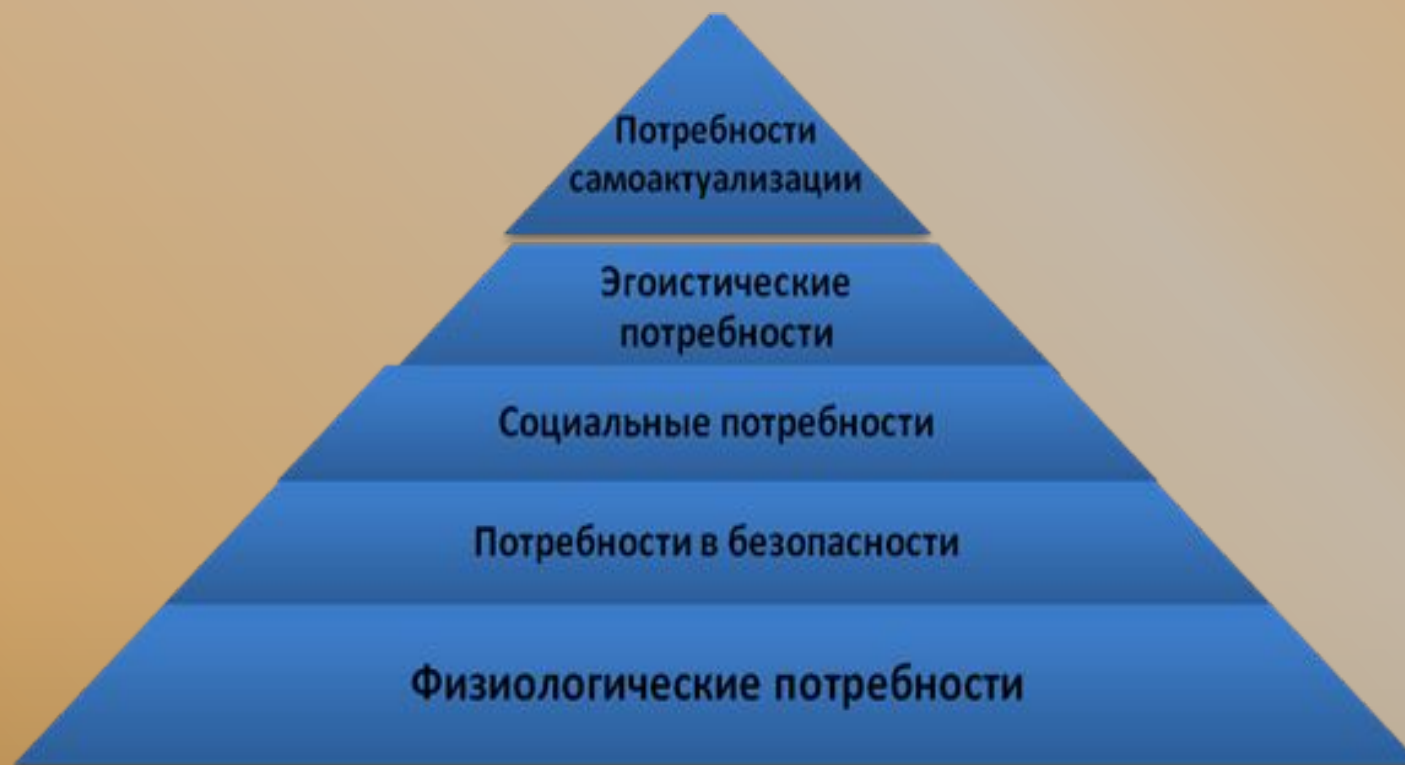 Потребности
самоактуализации
Эгоистические
потребности
Социальные потребности
Потребности в безопасности
Физиологические потребности